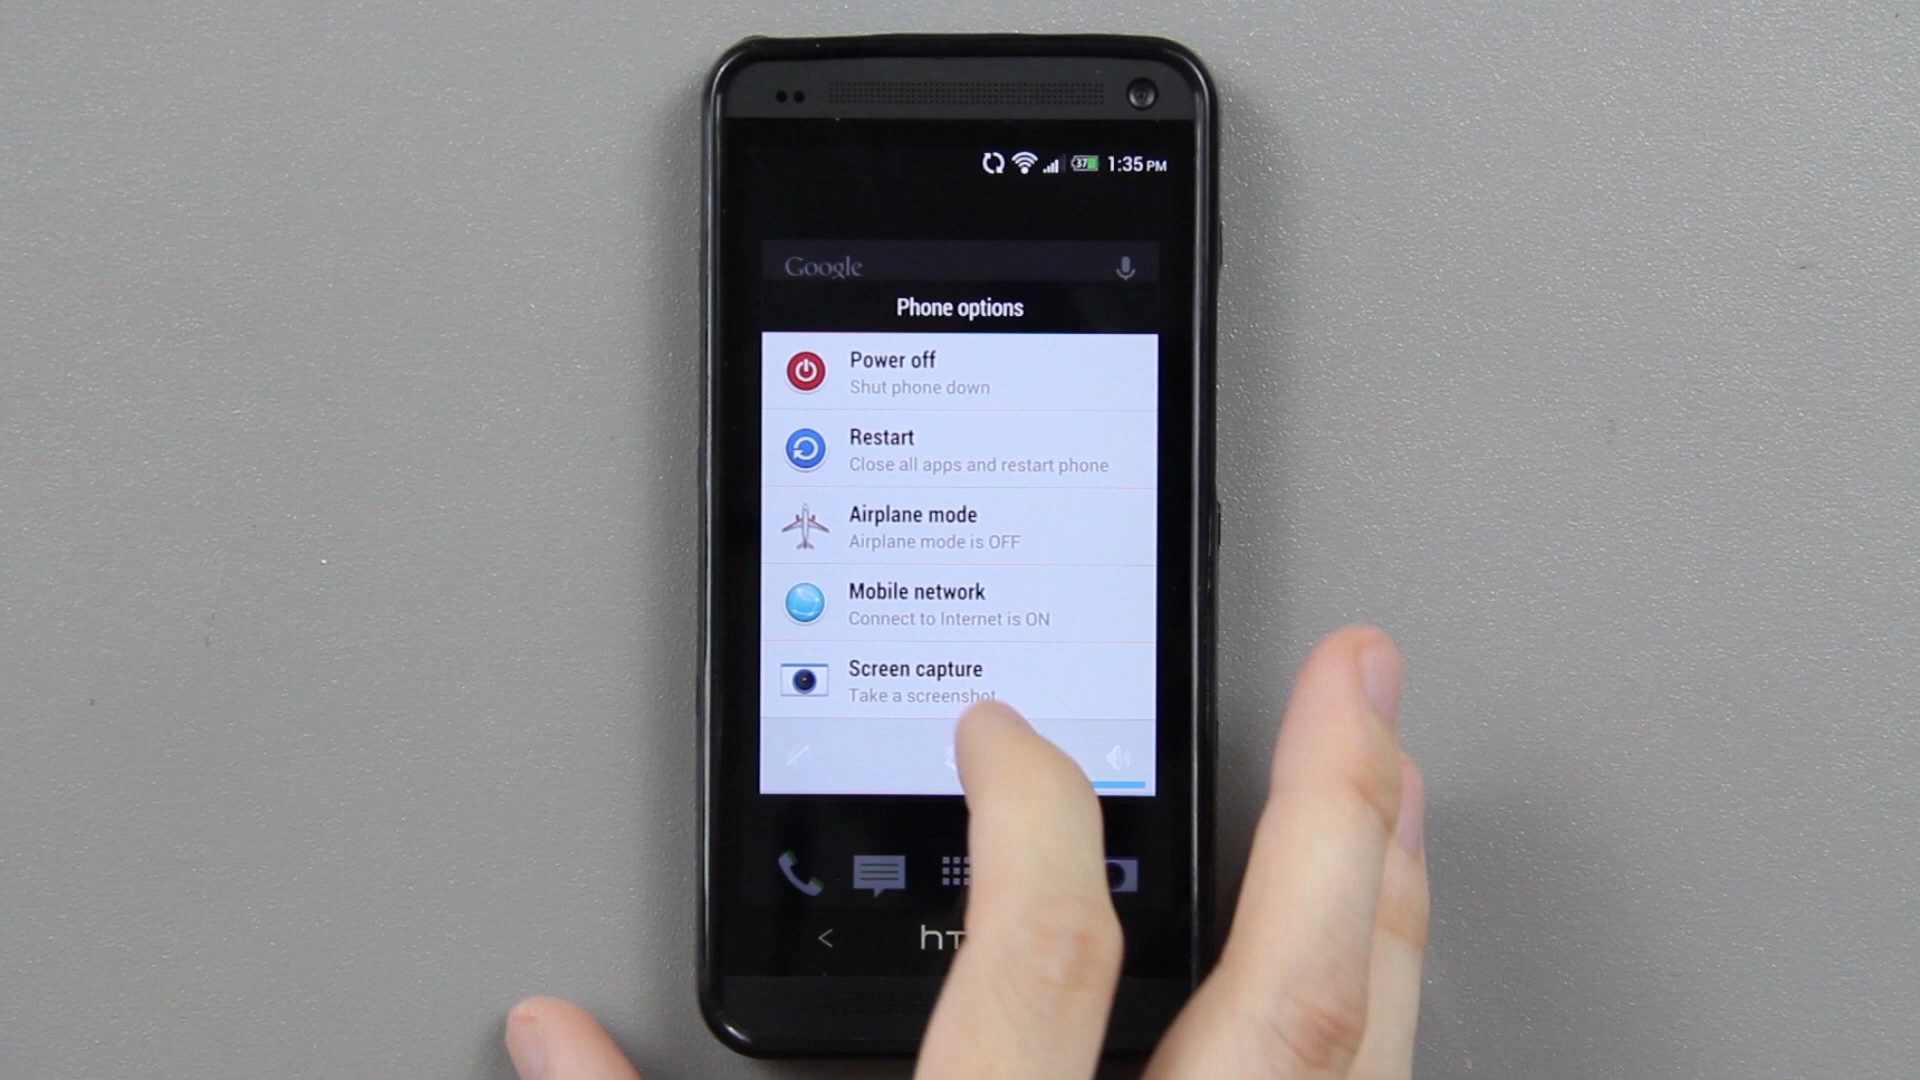 37 1:35 PM
Google
Phone options
Power off
Shut phone down
Restart
Close all apps and restart phone
Airplane mode
Airplane mode is OFF
Mobile network
Connect to Internet is ON
Screen capture
Take a screenshot